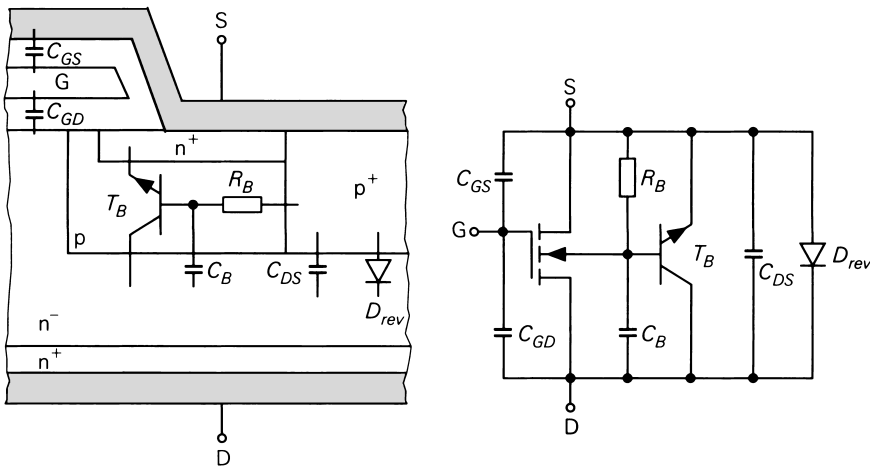 S
C_GS
G
C_GD
n+
T_B
R_B
p+
p
C_B
C_DS
D_rev
n−
n+
D
S
C_GS
R_B
G
T_B
C_DS
D_rev
C_GD
C_B
D